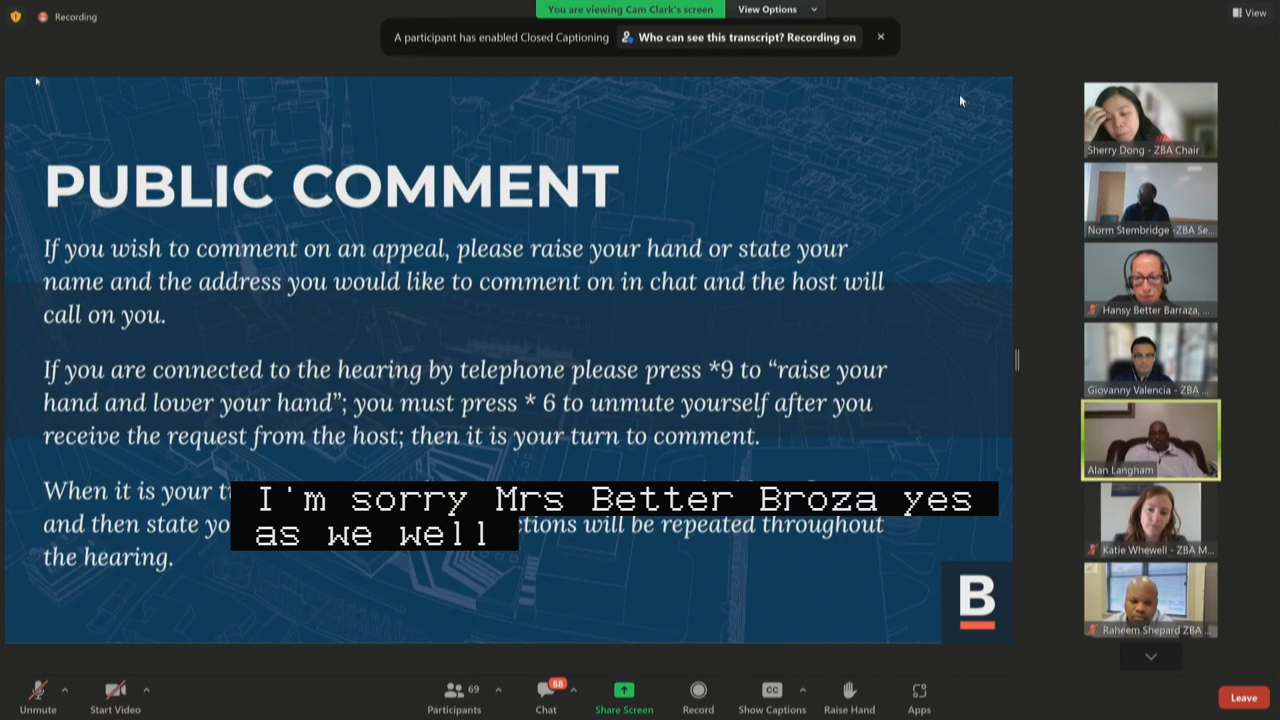 You are viewing Cam Clark's screen
View Options
Recording
View
A participant has enabled Closed Captioning
Who can see this transcript? Recording on
PUBLIC COMMENT
If you wish to comment on an appeal, please raise your hand or state your
name and the address you would like to comment on in chat and the host will
call on you.
If you are connected to the hearing by telephone please press *9 to “raise your
hand and lower your hand”; you must press * 6 to unmute yourself after you
receive the request from the host; then it is your turn to comment.
When it is your t
and then state yo ctions will be repeated throughout
the hearing.
I'm sorry Mrs Better Broza yes
as we well
B
Sherry Dong - ZBA Chair
Norm Stembridge -ZBA Se...
Hansy Better Barraza, ...
Giovanny Valencia - ZBA ...
Alan Langham
Katie Whewell - ZBA M...
Raheem Shepard ZBA ...
Unmute
Start Video
69
Participants
88
Chat
Share Screen
Record
CC
Show Captions
Raise Hand
Apps
Leave